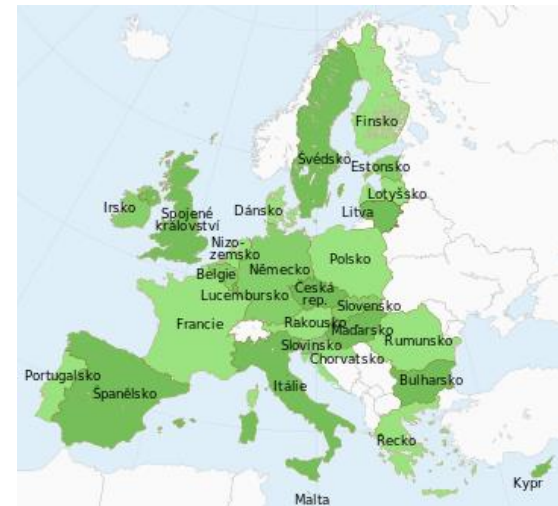 Finsko
Švédsko
Estonsko
Lotyšsko
Litva
Irsko
Spojené
království
Dánsko
Nizo-
zemsko
Belgie
Německo
Polsko
Lucembursko
Česká
rep.
Slovensko
Francie
Rakousko
Maďarsko
Rumunsko
Slovinsko
Chorvatsko
Portugalsko
Španělsko
Itálie
Bulharsko
Řecko
Malta
Kypr